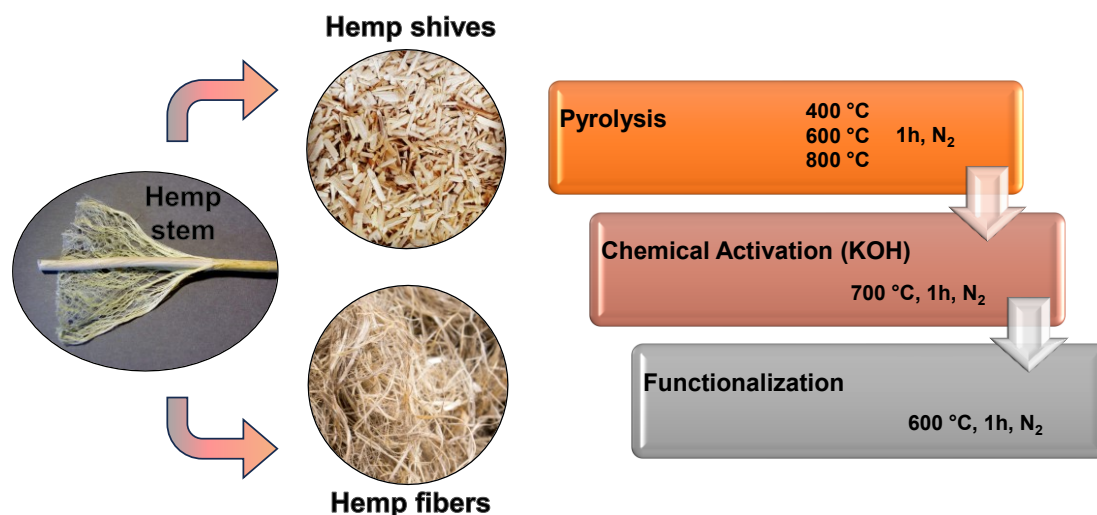 Hemp shives
Hemp
stem
Hemp fibers
Pyrolysis
400 °C
600 °C
800 °C
1h, N₂
Chemical Activation (KOH)
700 °C, 1h, N₂
Functionalization
600 °C, 1h, N₂